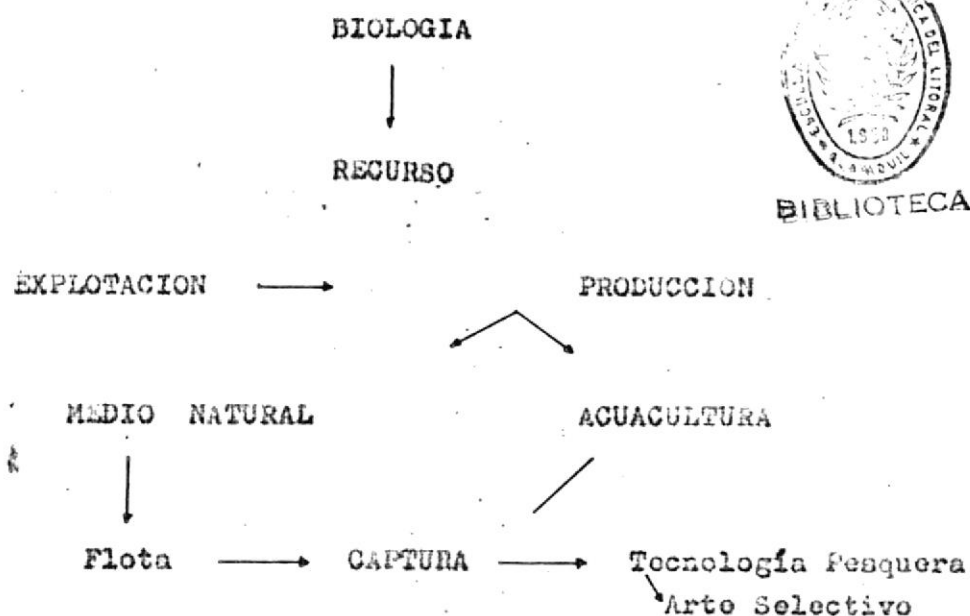 BIOLOGIA
RECURSO
BIBLIOTECA
EXPLOTACION PRODUCCION
MEDIO NATURAL ACUACULTURA
Flota CAPTURA Tecnología Pesquera
Arte Selectivo